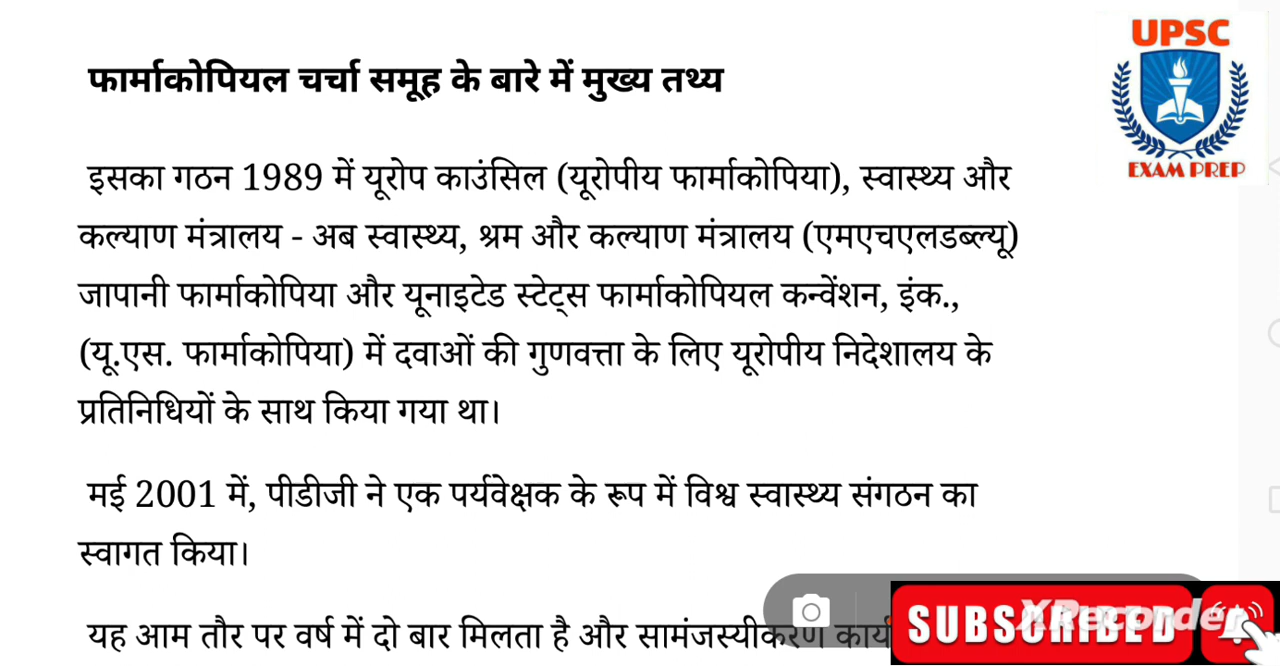 UPSC
EXAM PREP
फार्माकोपियल चर्चा समूह के बारे में मुख्य तथ्य
इसका गठन 1989 में यूरोप काउंसिल (यूरोपीय फार्माकोपिया), स्वास्थ्य और
कल्याण मंत्रालय - अब स्वास्थ्य, श्रम और कल्याण मंत्रालय (एमएचएलडब्ल्यू)
जापानी फार्माकोपिया और यूनाइटेड स्टेट्स फार्माकोपियल कन्वेंशन, इंक.,
(यू.एस. फार्माकोपिया) में दवाओं की गुणवत्ता के लिए यूरोपीय निदेशालय के
प्रतिनिधियों के साथ किया गया था।
मई 2001 में, पीडीजी ने एक पर्यवेक्षक के रूप में विश्व स्वास्थ्य संगठन का
स्वागत किया।
यह आम तौर पर वर्ष में दो बार मिलता है और सामंजस्यीकरण
SUBSCRIBED
XRecorder